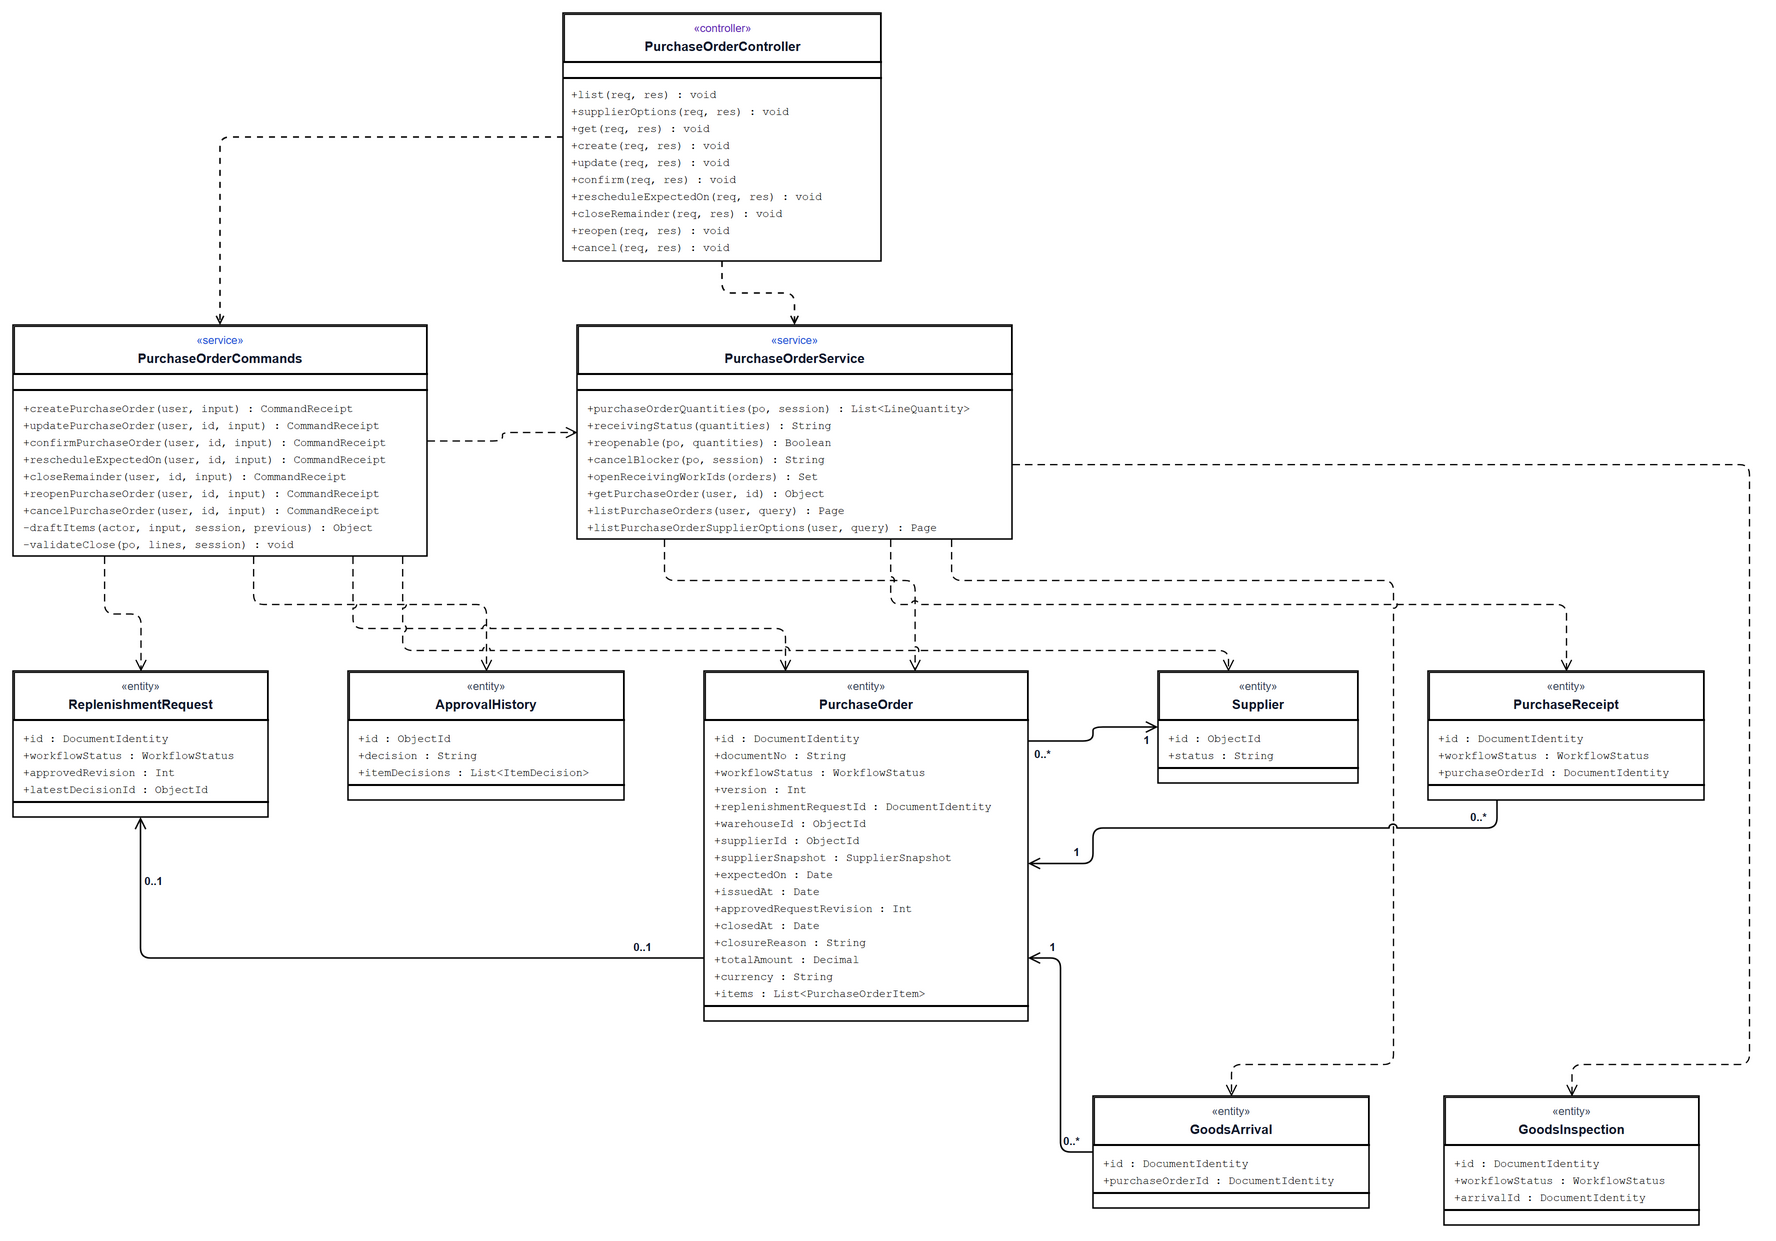 «controller»
PurchaseOrderController
+list(req, res) : void
+supplierOptions(req, res) : void
+get(req, res) : void
+create(req, res) : void
+update(req, res) : void
+confirm(req, res) : void
+rescheduleExpectedOn(req, res) : void
+closeRemainder(req, res) : void
+reopen(req, res) : void
+cancel(req, res) : void
«service»
PurchaseOrderCommands
+createPurchaseOrder(user, input) : CommandReceipt
+updatePurchaseOrder(user, id, input) : CommandReceipt
+confirmPurchaseOrder(user, id, input) : CommandReceipt
+rescheduleExpectedOn(user, id, input) : CommandReceipt
+closeRemainder(user, id, input) : CommandReceipt
+reopenPurchaseOrder(user, id, input) : CommandReceipt
+cancelPurchaseOrder(user, id, input) : CommandReceipt
-draftItems(actor, input, session, previous) : Object
-validateClose(po, lines, session) : void
«service»
PurchaseOrderService
+purchaseOrderQuantities(po, session) : List<LineQuantity>
+receivingStatus(quantities) : String
+reopenable(po, quantities) : Boolean
+cancelBlocker(po, session) : String
+openReceivingWorkIds(orders) : Set
+getPurchaseOrder(user, id) : Object
+listPurchaseOrders(user, query) : Page
+listPurchaseOrderSupplierOptions(user, query) : Page
«entity»
ReplenishmentRequest
+id : DocumentIdentity
+workflowStatus : WorkflowStatus
+approvedRevision : Int
+latestDecisionId : ObjectId
«entity»
ApprovalHistory
+id : ObjectId
+decision : String
+itemDecisions : List<ItemDecision>
«entity»
PurchaseOrder
+id : DocumentIdentity
+documentNo : String
+workflowStatus : WorkflowStatus
+version : Int
+replenishmentRequestId : DocumentIdentity
+warehouseId : ObjectId
+supplierId : ObjectId
+supplierSnapshot : SupplierSnapshot
+expectedOn : Date
+issuedAt : Date
+approvedRequestRevision : Int
+closedAt : Date
+closureReason : String
+totalAmount : Decimal
+currency : String
+items : List<PurchaseOrderItem>
«entity»
Supplier
+id : ObjectId
+status : String
«entity»
PurchaseReceipt
+id : DocumentIdentity
+workflowStatus : WorkflowStatus
+purchaseOrderId : DocumentIdentity
0..*
1
0..*
1
0..1
0..1
1
0..*
«entity»
GoodsArrival
+id : DocumentIdentity
+purchaseOrderId : DocumentIdentity
«entity»
GoodsInspection
+id : DocumentIdentity
+workflowStatus : WorkflowStatus
+arrivalId : DocumentIdentity